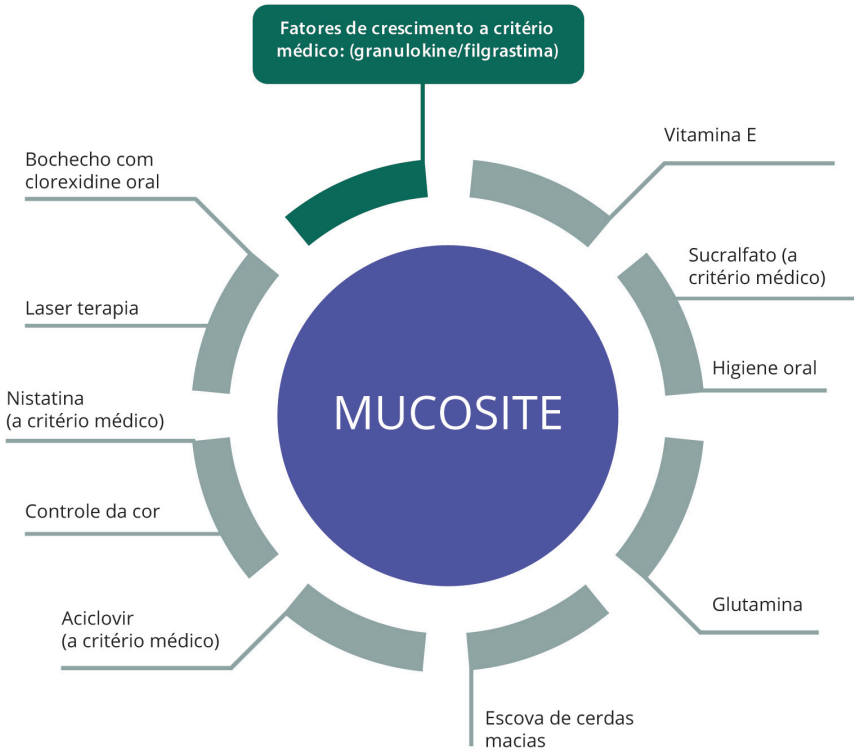 Fatores de crescimento a critério
médico: (granulokine/filgrastima)
Vitamina E
Bochecho com
clorexidine oral
Sucralfato (a
critério médico)
Laser terapia
Higiene oral
Nistatina
(a critério médico)
MUCOSITE
Controle da cor
Glutamina
Aciclovir
(a critério médico)
Escova de cerdas
macias